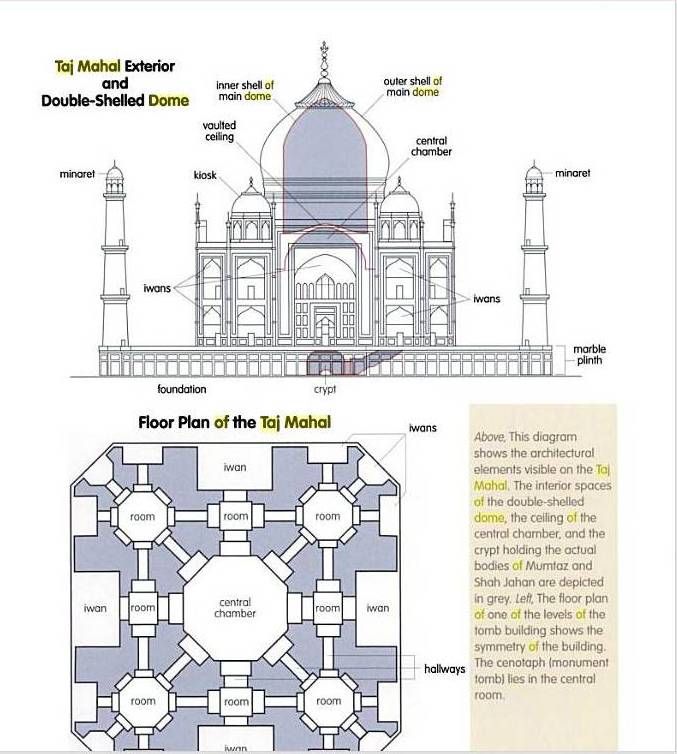 Taj Mahal Exterior
and
Double-Shelled Dome
inner shell of
main dome
outer shell of
main dome
vaulted
ceiling
central
chamber
minaret
kiosk
minaret
iwans
iwans
marble
plinth
foundation
crypt
Floor Plan of the Taj Mahal
iwans
iwan
room
room
room
iwan
room
central
chamber
room
iwan
hallways
room
room
room
iwan
Above, This diagram
shows the architectural
elements visible on the Taj
Mahal. The interior spaces
of the double-shelled
dome, the ceiling of the
central chamber, and the
crypt holding the actual
bodies of Mumtaz and
Shah Jahan are depicted
in grey. Left, The floor plan
of one of the levels of the
tomb building shows the
symmetry of the building.
The cenotaph (monument
tomb) lies in the central
room.